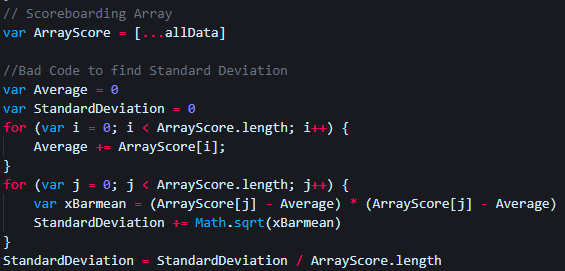 }
// Scoreboarding Array
var ArrayScore = [...allData]
//Bad Code to find Standard Deviation
var Average = 0
var StandardDeviation = 0
for (var i = 0; i < ArrayScore.length; i++) {
    Average += ArrayScore[i];
}
for (var j = 0; j < ArrayScore.length; j++) {
    var xBarmean = (ArrayScore[j] - Average) * (ArrayScore[j] - Average)
    StandardDeviation += Math.sqrt(xBarmean)
}
StandardDeviation = StandardDeviation / ArrayScore.length